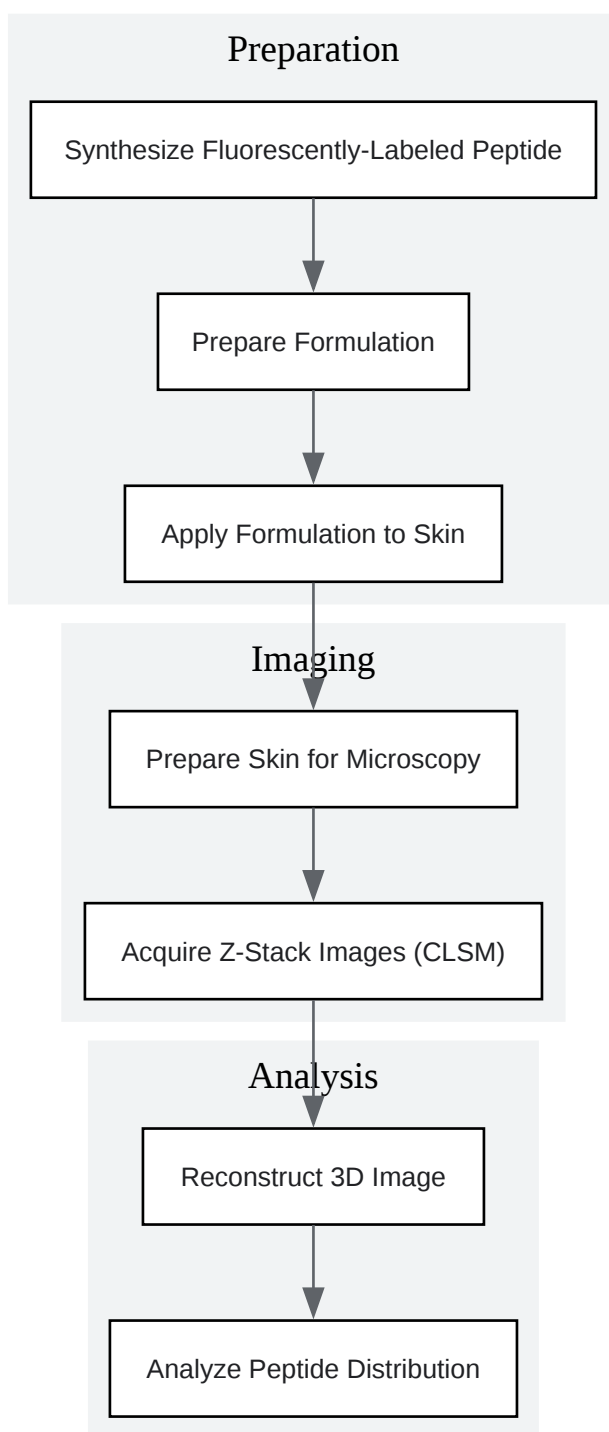 Preparation
Synthesize Fluorescently-Labeled Peptide
Prepare Formulation
Apply Formulation to Skin
Imaging
Prepare Skin for Microscopy
Acquire Z-Stack Images (CLSM)
Analysis
Reconstruct 3D Image
Analyze Peptide Distribution